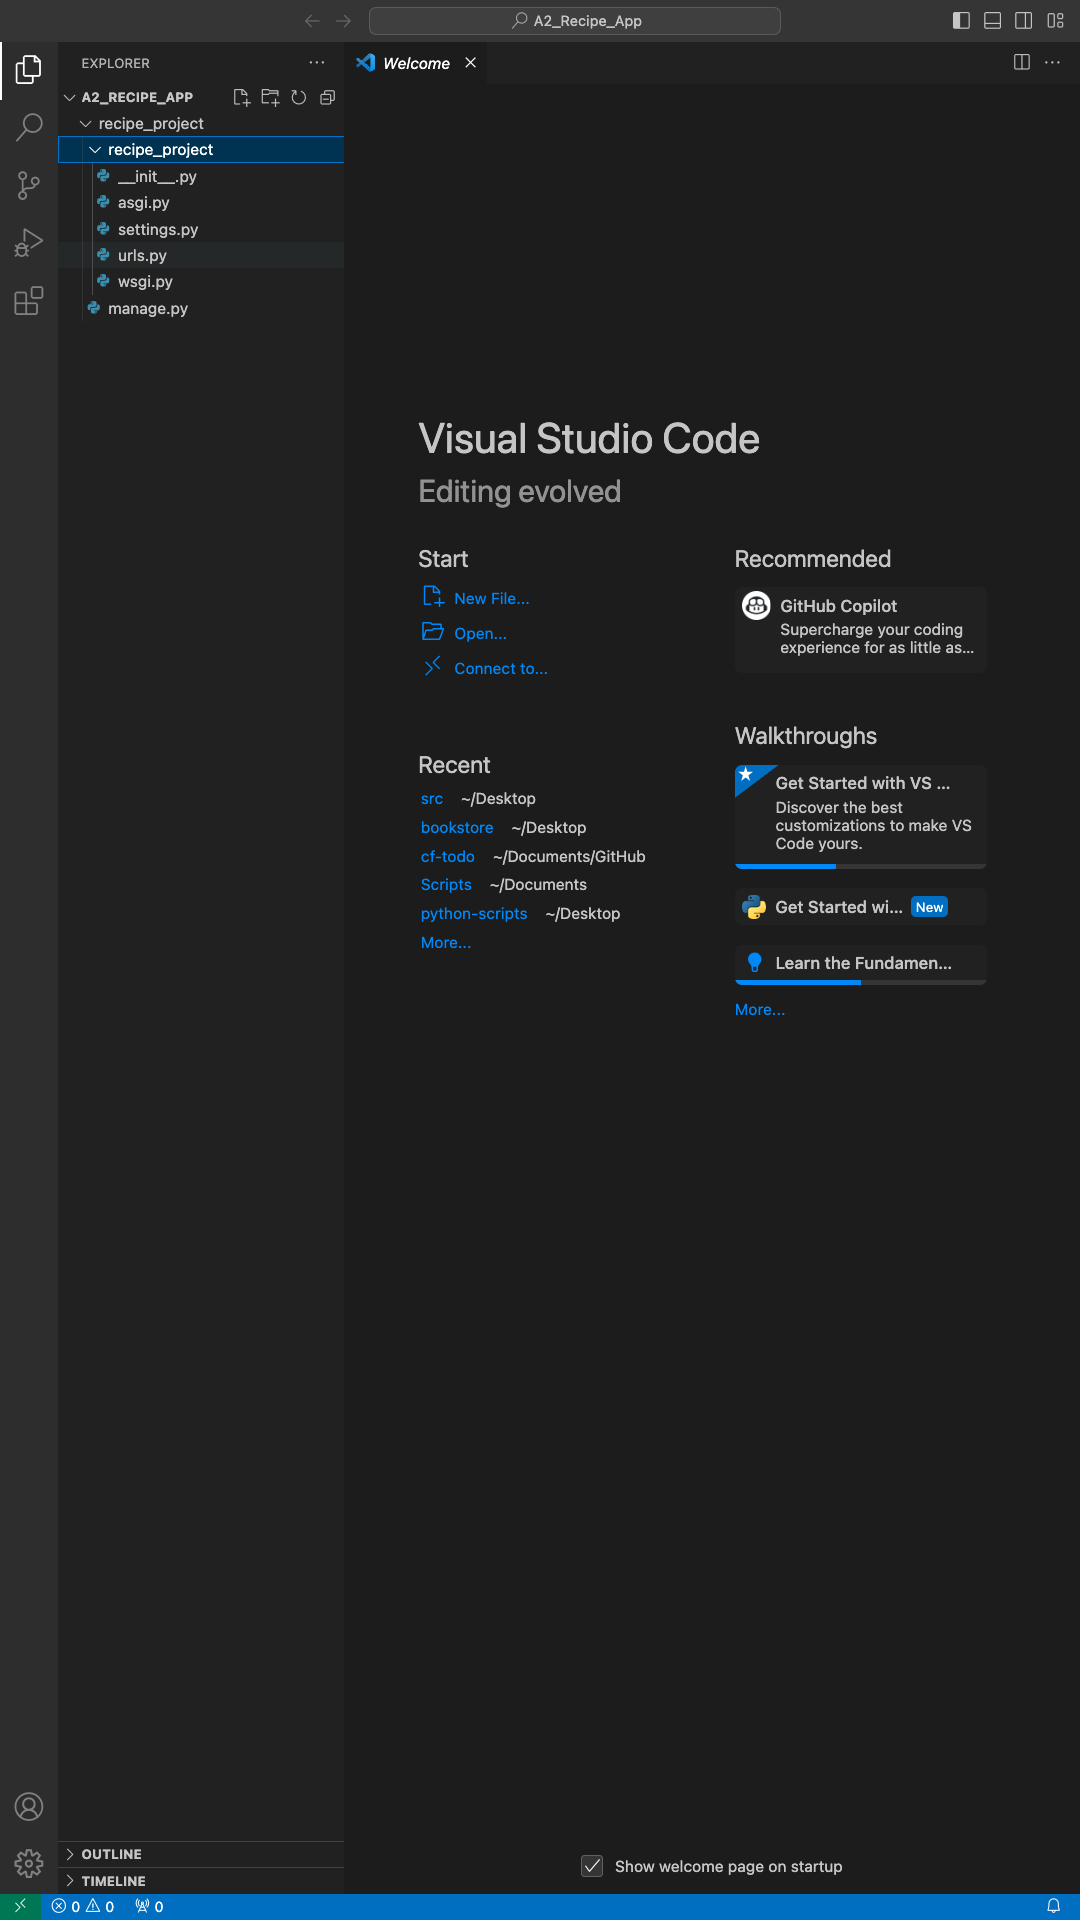 A2_Recipe_App
EXPLORER
Welcome
A2_RECIPE_APP
recipe_project
recipe_project
__init__.py
asgi.py
settings.py
urls.py
wsgi.py
manage.py
Visual Studio Code
Editing evolved
Start
New File...
Open...
Connect to...
Recent
src ~/Desktop
bookstore ~/Desktop
cf-todo ~/Documents/GitHub
Scripts ~/Documents
python-scripts ~/Desktop
More...
Recommended
GitHub Copilot
Supercharge your coding
experience for as little as...
Walkthroughs
Get Started with VS ...
Discover the best
customizations to make VS
Code yours.
Get Started wi... New
Learn the Fundamen...
More...
OUTLINE
TIMELINE
Show welcome page on startup
0 0 0